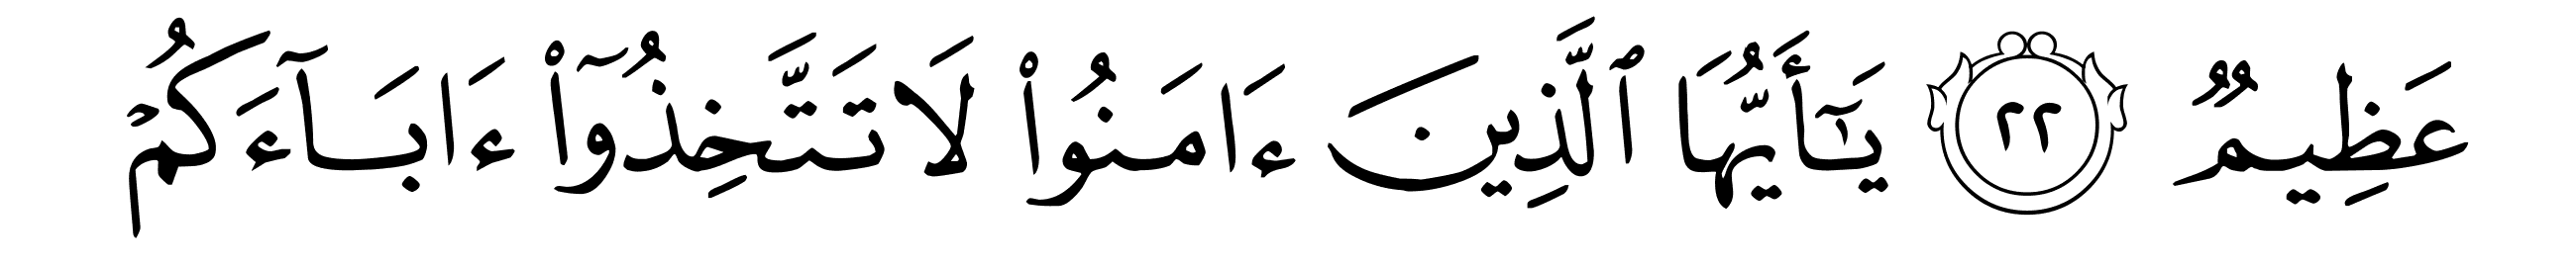 عَظِيمٌ ٢٢ يَـٰٓأَيُّهَا ٱلَّذِينَ ءَامَنُوا۟ لَا تَتَّخِذُوٓا۟ ءَابَآءَكُمْ